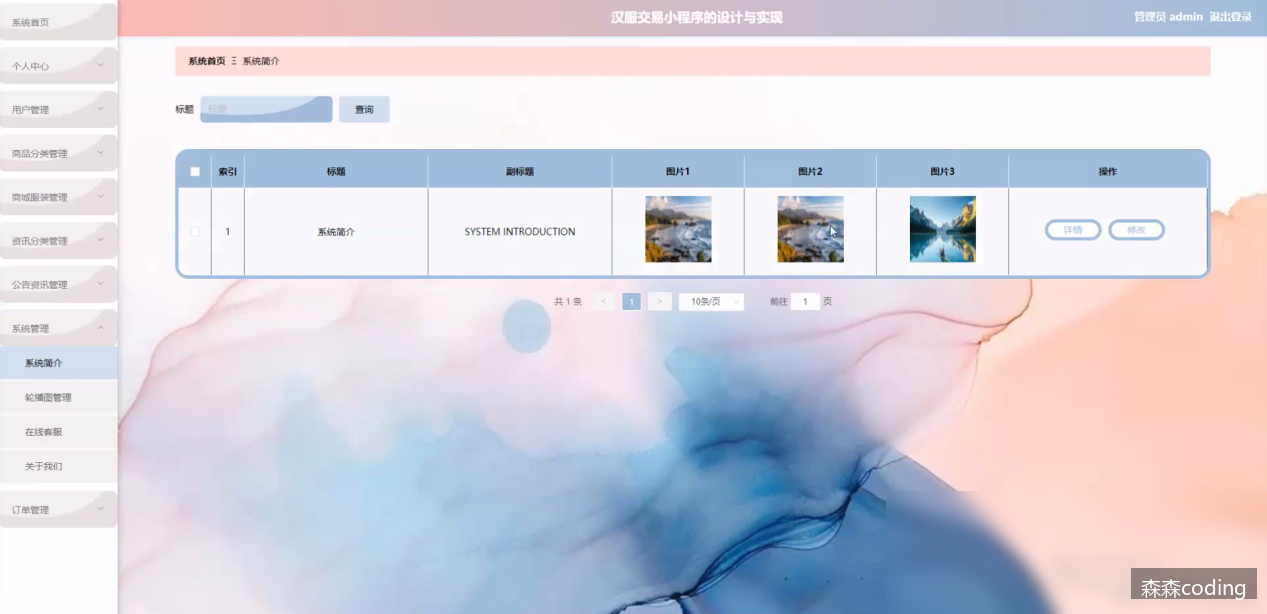 汉服交易小程序的设计与实现
管理员 admin 退出登录
系统首页
个人中心
用户管理
商品分类管理
商城服装管理
资讯分类管理
公告资讯管理
系统管理
系统简介
轮播图管理
在线客服
关于我们
订单管理
系统首页 Ξ 系统简介
标题 标题 查询
索引 标题 副标题 图片1 图片2 图片3 操作
1 系统简介 SYSTEM INTRODUCTION 详情 修改
共 1 条 < 1 > 10条/页 前往 1 页
森森coding